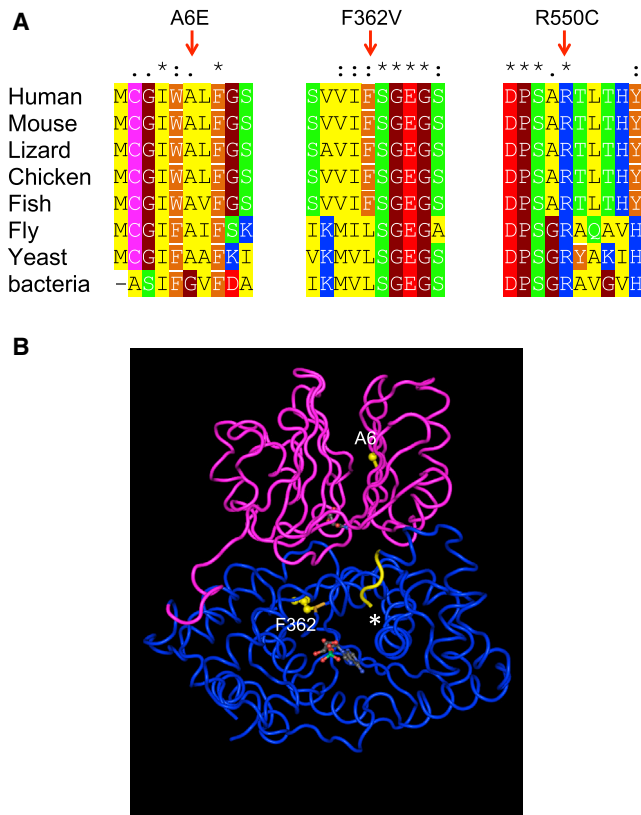 A
A6E F362V R550C
..*:. * :::****: ***.* :
Human MCGIWALFGS SVVIFSGEGS DPSARTLTHY
Mouse MCGIWALFGS SVVIFSGEGS DPSARTLTHY
Lizard MCGIWALFGS SAVIFSGEGS DPSARTLTHY
Chicken MCGIWALFGS SVVIFSGEGS DPSARTLTHY
Fish MCGIWAVFGS SVVIFSGEGS DPSARTLTHY
Fly MCGIFAIFSK IKMILSGEGA DPSGRAQAVH
Yeast MCGIFAAFKI VKMVLSGEGS DPSGRYAKIH
bacteria -ASIFGVFDA IKMVLSGEGS DPSGRAVGVH
B
A6
F362
*